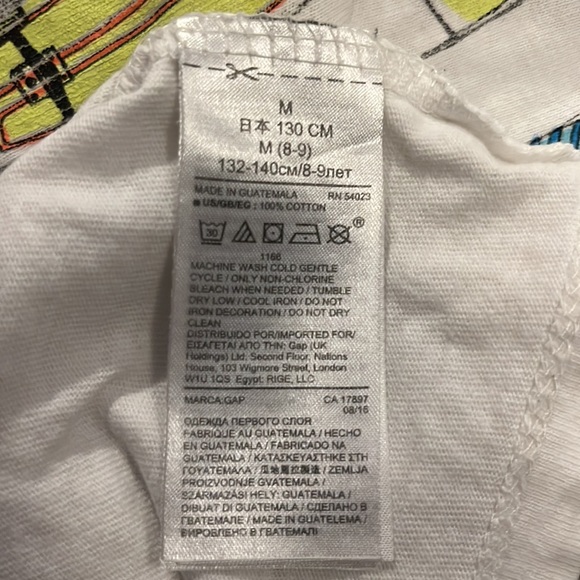 M
日本 130 CM
M (8-9)
132-140см/8-9лет
MADE IN GUATEMALA RN 54023
US/GB/EG : 100% COTTON
30
®
1166
MACHINE WASH COLD GENTLE
CYCLE / ONLY NON-CHLORINE
BLEACH WHEN NEEDED / TUMBLE
DRY LOW / COOL IRON / DO NOT
IRON DECORATION / DO NOT DRY
CLEAN
DISTRIBUIDO POR/IMPORTED FOR/
ΕΙΣΑΓΕΤΑΙ ΑΠΟ ΤΗΝ: Gap (UK
Holdings) Ltd; Second Floor, Nations
House, 103 Wigmore Street, London
W1U 1QS Egypt: RIGE, LLC
MARCA:GAP CA 17897
08/16
ОДЕЖДА ПЕРВОГО СЛОЯ
FABRIQUE AU GUATEMALA / HECHO
EN GUATEMALA / FABRICADO NA
GUATEMALA / ΚΑΤΑΣΚΕΥΑΣΤΗΚΕ ΣΤΗ
ΓΟΥΑΤΕΜΑΛΑ / 瓜地馬拉製造 / ZEMLJA
PROIZVODNJE GVATEMALA /
SZÁRMAZÁSI HELY: GUATEMALA /
DIBUAT DI GUATEMALA / СДЕЛАНО В
ГВАТЕМАЛЕ / MADE IN GUATELEMA /
WYPRODUKOWANO W GWATEMALI